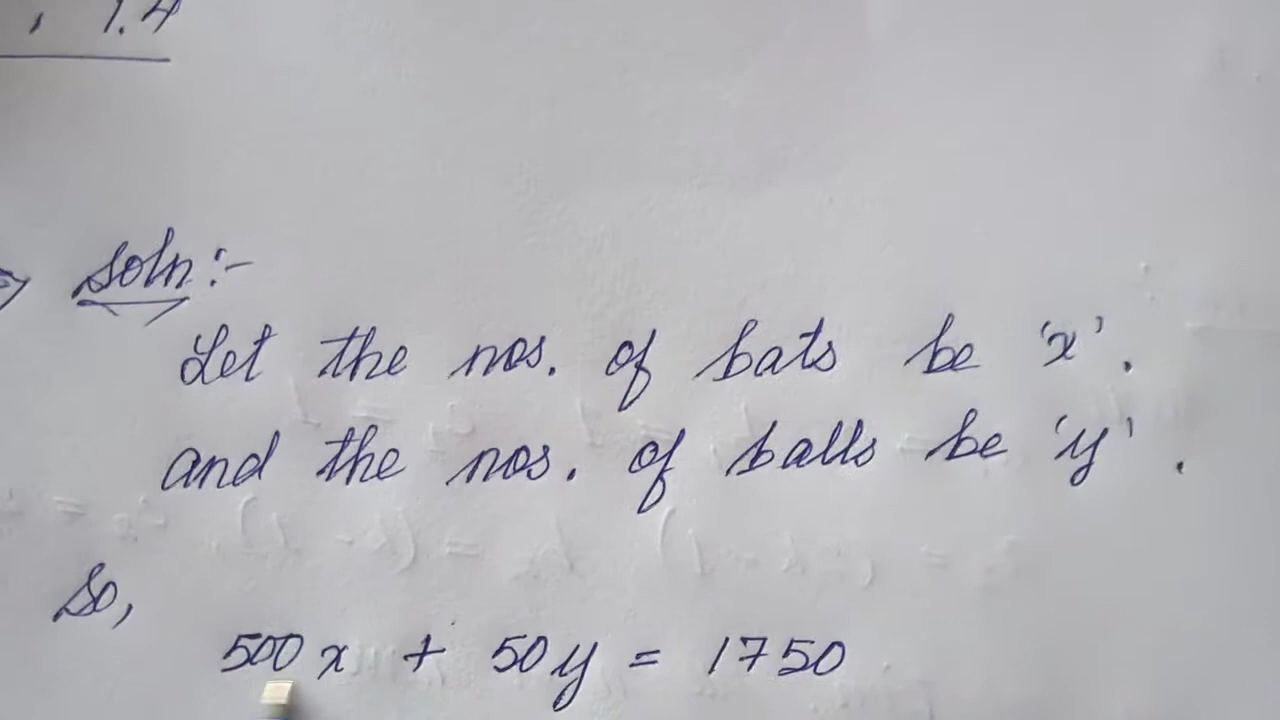 , 1.4
Soln:-
Let the nos. of bats be 'x'.
and the nos. of balls be 'y'.
So,
500x + 50y = 1750